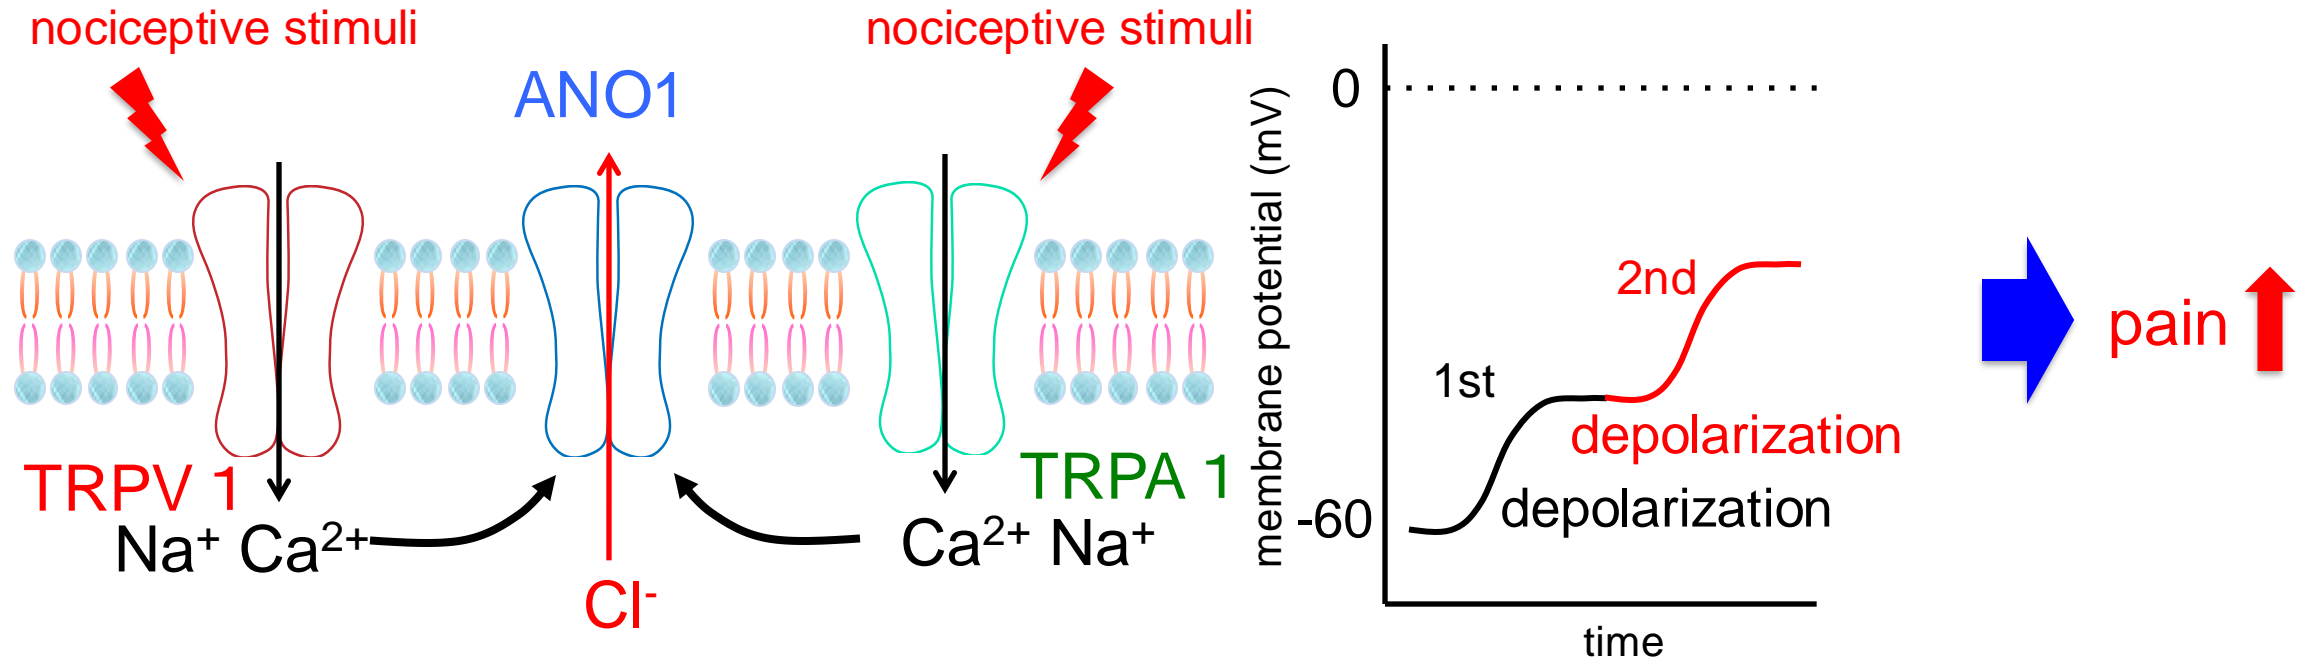 nociceptive stimuli
nociceptive stimuli
ANO1
TRPV 1
TRPA 1
Na⁺ Ca²⁺
Ca²⁺ Na⁺
Cl⁻
membrane potential (mV)
0
-60
1st
depolarization
2nd
depolarization
time
pain